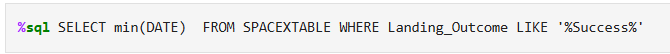 %sql SELECT min(DATE)  FROM SPACEXTABLE WHERE Landing_Outcome LIKE '%Success%'